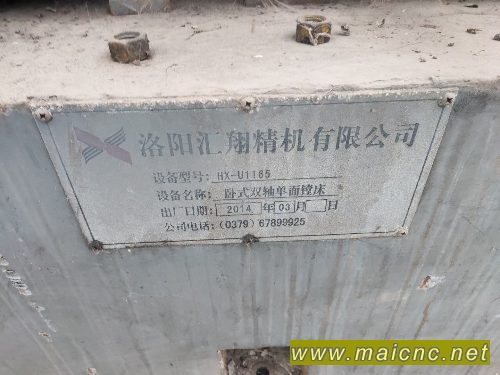 洛阳汇翔精机有限公司
设备型号: HX-U1165
设备名称: 卧式双轴单面镗床
出厂日期: 2014 年 03 月 日
公司电话: (0379) 67899925
www.maicnc.net